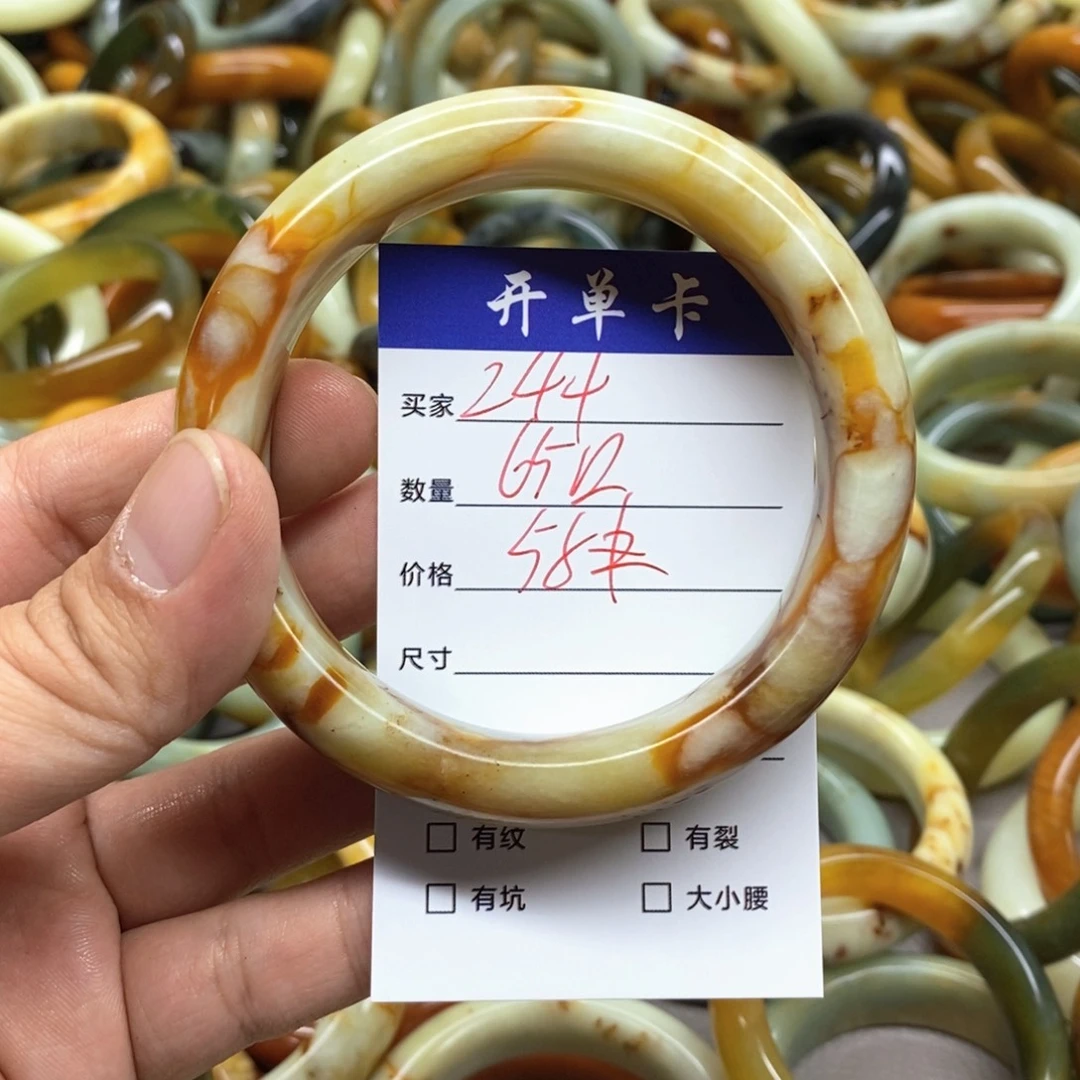 开单卡
买家 244
数量
价格 58
尺寸
有纹 有裂
有坑 大小腰